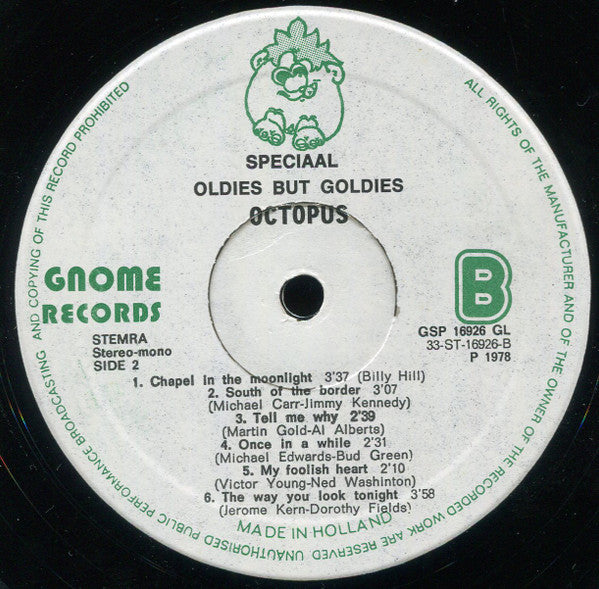 SPECIAAL
OLDIES BUT GOLDIES
OCTOPUS
GNOME
RECORDS
B
STEMRA
Stereo-mono
SIDE 2
GSP 16926 GL
33-ST-16926-B
P 1978
1. Chapel in the moonlight 3'37 (Billy Hill)
2. South of the border 3'07
(Michael Carr-Jimmy Kennedy)
3. Tell me why 2'39
(Martin Gold-Al Alberts)
4. Once in a while 2'31
(Michael Edwards-Bud Green)
5. My foolish heart 2'10
(Victor Young-Ned Washinton)
6. The way you look tonight 3'58
(Jerome Kern-Dorothy Fields)
MADE IN HOLLAND
ALL RIGHTS OF THE MANUFACTURER AND OF THE OWNER OF THE RECORDED WORK ARE RESERVED UNAUTHORISED PUBLIC PERFORMANCE BROADCASTING AND COPYING OF THIS RECORD PROHIBITED